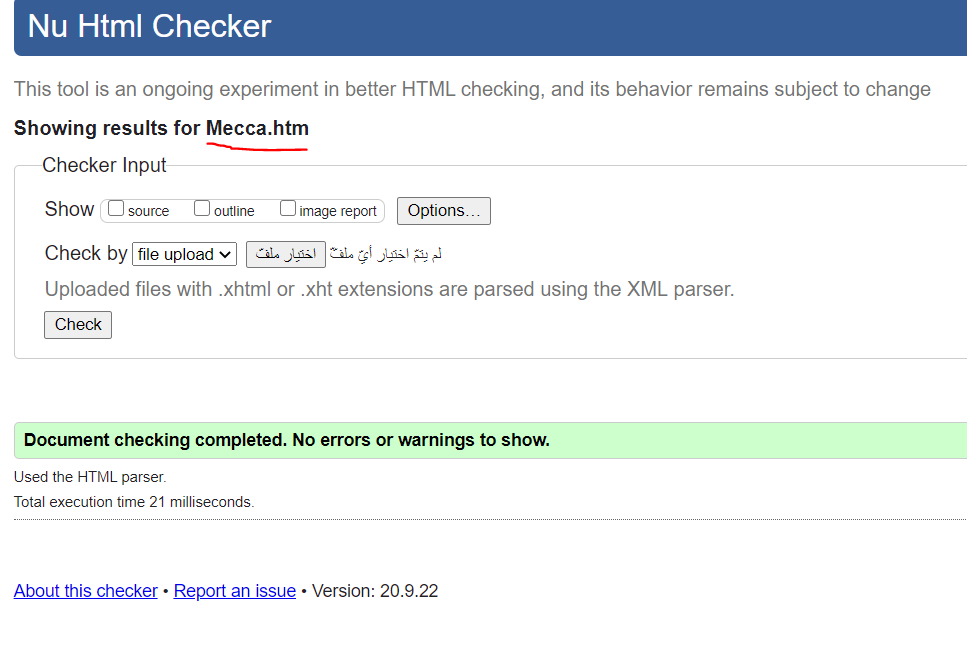 Nu Html Checker
This tool is an ongoing experiment in better HTML checking, and its behavior remains subject to change
Showing results for Mecca.htm
Checker Input
Show source outline image report Options...
Check by file upload اختيار ملفّ لم يتمّ اختيار أيّ ملفّ
Uploaded files with .xhtml or .xht extensions are parsed using the XML parser.
Check
Document checking completed. No errors or warnings to show.
Used the HTML parser.
Total execution time 21 milliseconds.
About this checker • Report an issue • Version: 20.9.22